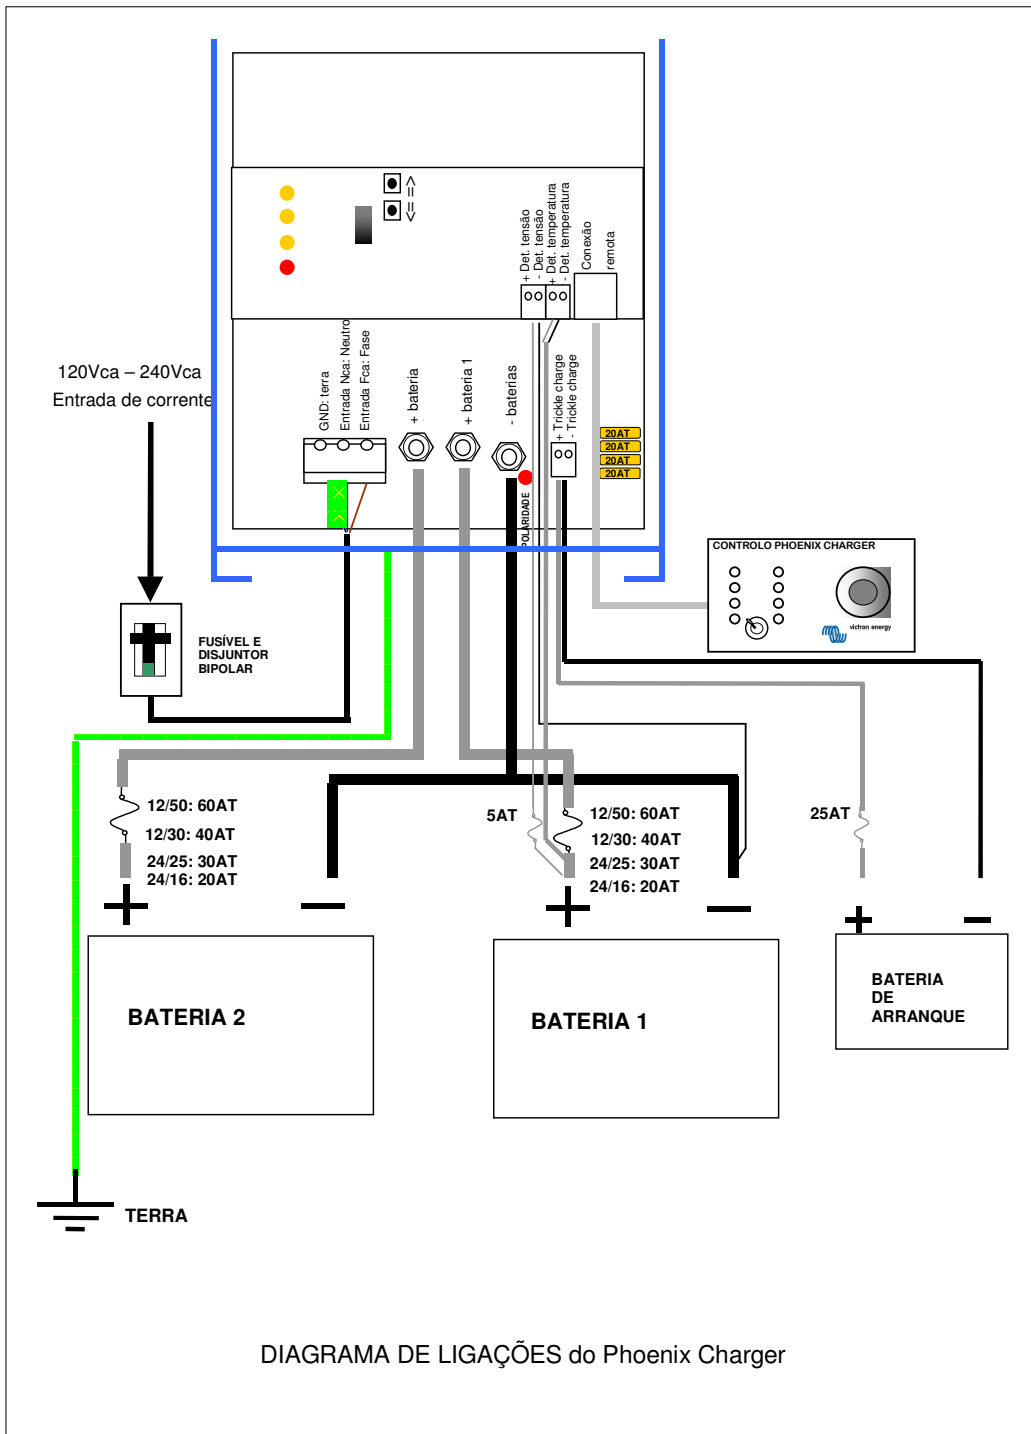 <= =>
+ Det. tensão
- Det. tensão
+ Det. temperatura
- Det. temperatura
Conexão
remota
120Vca – 240Vca
Entrada de corrente
GND: terra
Entrada Nca: Neutro
Entrada Fca: Fase
+ bateria
+ bateria 1
- baterias
+ Trickle charge
- Trickle charge
20AT
20AT
20AT
20AT
POLARIDADE
CONTROLO PHOENIX CHARGER
victron energy
FUSÍVEL E
DISJUNTOR
BIPOLAR
12/50: 60AT
12/30: 40AT
24/25: 30AT
24/16: 20AT
5AT
12/50: 60AT
12/30: 40AT
24/25: 30AT
24/16: 20AT
25AT
+
–
+
–
+
–
BATERIA 2
BATERIA 1
BATERIA
DE
ARRANQUE
TERRA
DIAGRAMA DE LIGAÇÕES do Phoenix Charger